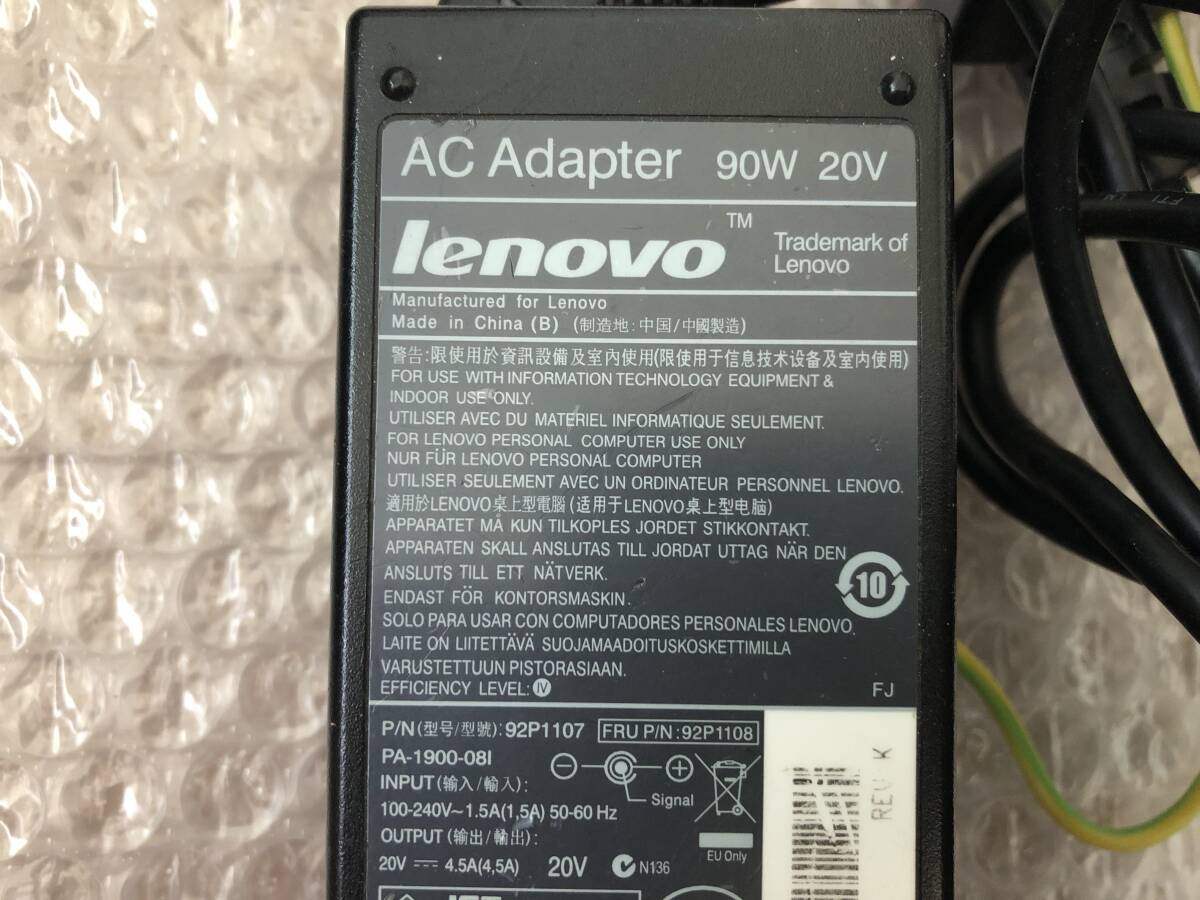 AC Adapter 90W 20V
lenovo TM
Trademark of
Lenovo
Manufactured for Lenovo
Made in China (B) (制造地: 中国/中國製造)
警告:限使用於資訊設備及室內使用(限使用于信息技术设备及室内使用)
FOR USE WITH INFORMATION TECHNOLOGY EQUIPMENT &
INDOOR USE ONLY.
UTILISER AVEC DU MATERIEL INFORMATIQUE SEULEMENT.
FOR LENOVO PERSONAL COMPUTER USE ONLY
NUR FÜR LENOVO PERSONAL COMPUTER
UTILISER SEULEMENT AVEC UN ORDINATEUR PERSONNEL LENOVO.
適用於LENOVO桌上型電腦 (适用于LENOVO桌上型电脑)
APPARATET MÅ KUN TILKOPLES JORDET STIKKONTAKT.
APPARATEN SKALL ANSLUTAS TILL JORDAT UTTAG NÄR DEN
ANSLUTS TILL ETT NÄTVERK.
10
ENDAST FÖR KONTORSMASKIN.
SOLO PARA USAR CON COMPUTADORES PERSONALES LENOVO.
LAITE ON LIITETTÄVÄ SUOJAMAADOITUSKOSKETTIMILLA
VARUSTETTUUN PISTORASIAAN.
EFFICIENCY LEVEL: IV
FJ
P/N(型号/型號): 92P1107
FRU P/N:92P1108
PA-1900-08I
INPUT(输入/輸入):
Signal
100-240V~1.5A(1,5A) 50-60 Hz
OUTPUT(输出/輸出):
EU Only
20V ⎓ 4.5A(4,5A) 20V
N136
REV K